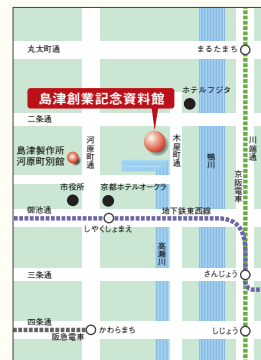 丸太町通
まるたまち
島津創業記念資料館
ホテルフジタ
二条通
河原町通
木屋町通
鴨川
川端通
島津製作所
河原町別館
京阪電車
市役所
京都ホテルオークラ
御池通
地下鉄東西線
しやくしょまえ
高瀬川
三条通
さんじょう
四条通
かわらまち
しじょう
阪急電車